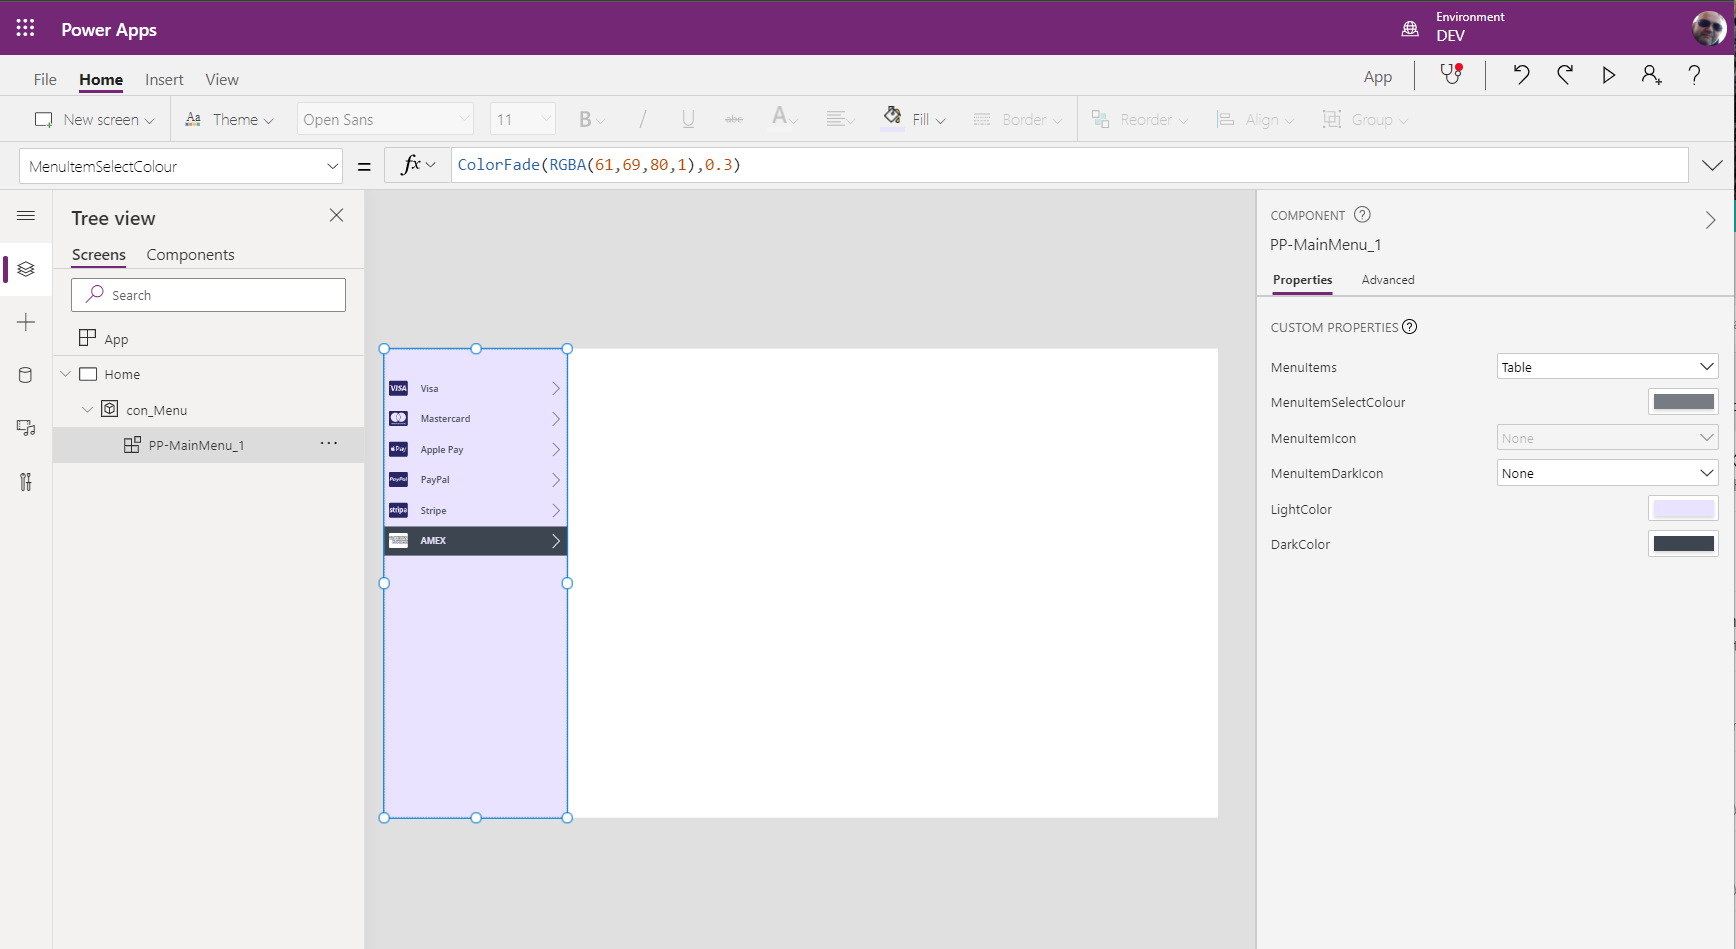 Power Apps
Environment
DEV
File Home Insert View
App
New screen
Theme
Open Sans
11
B
/
U
abc
A
Fill
Border
Reorder
Align
Group
MenuItemSelectColour
=
fx
ColorFade(RGBA(61,69,80,1),0.3)
Tree view
Screens Components
Search
App
Home
con_Menu
PP-MainMenu_1
VISA Visa
Mastercard
Pay Apple Pay
PayPal PayPal
stripe Stripe
AMEX
COMPONENT ?
PP-MainMenu_1
Properties Advanced
CUSTOM PROPERTIES ?
MenuItems Table
MenuItemSelectColour
MenuItemIcon None
MenuItemDarkIcon None
LightColor
DarkColor